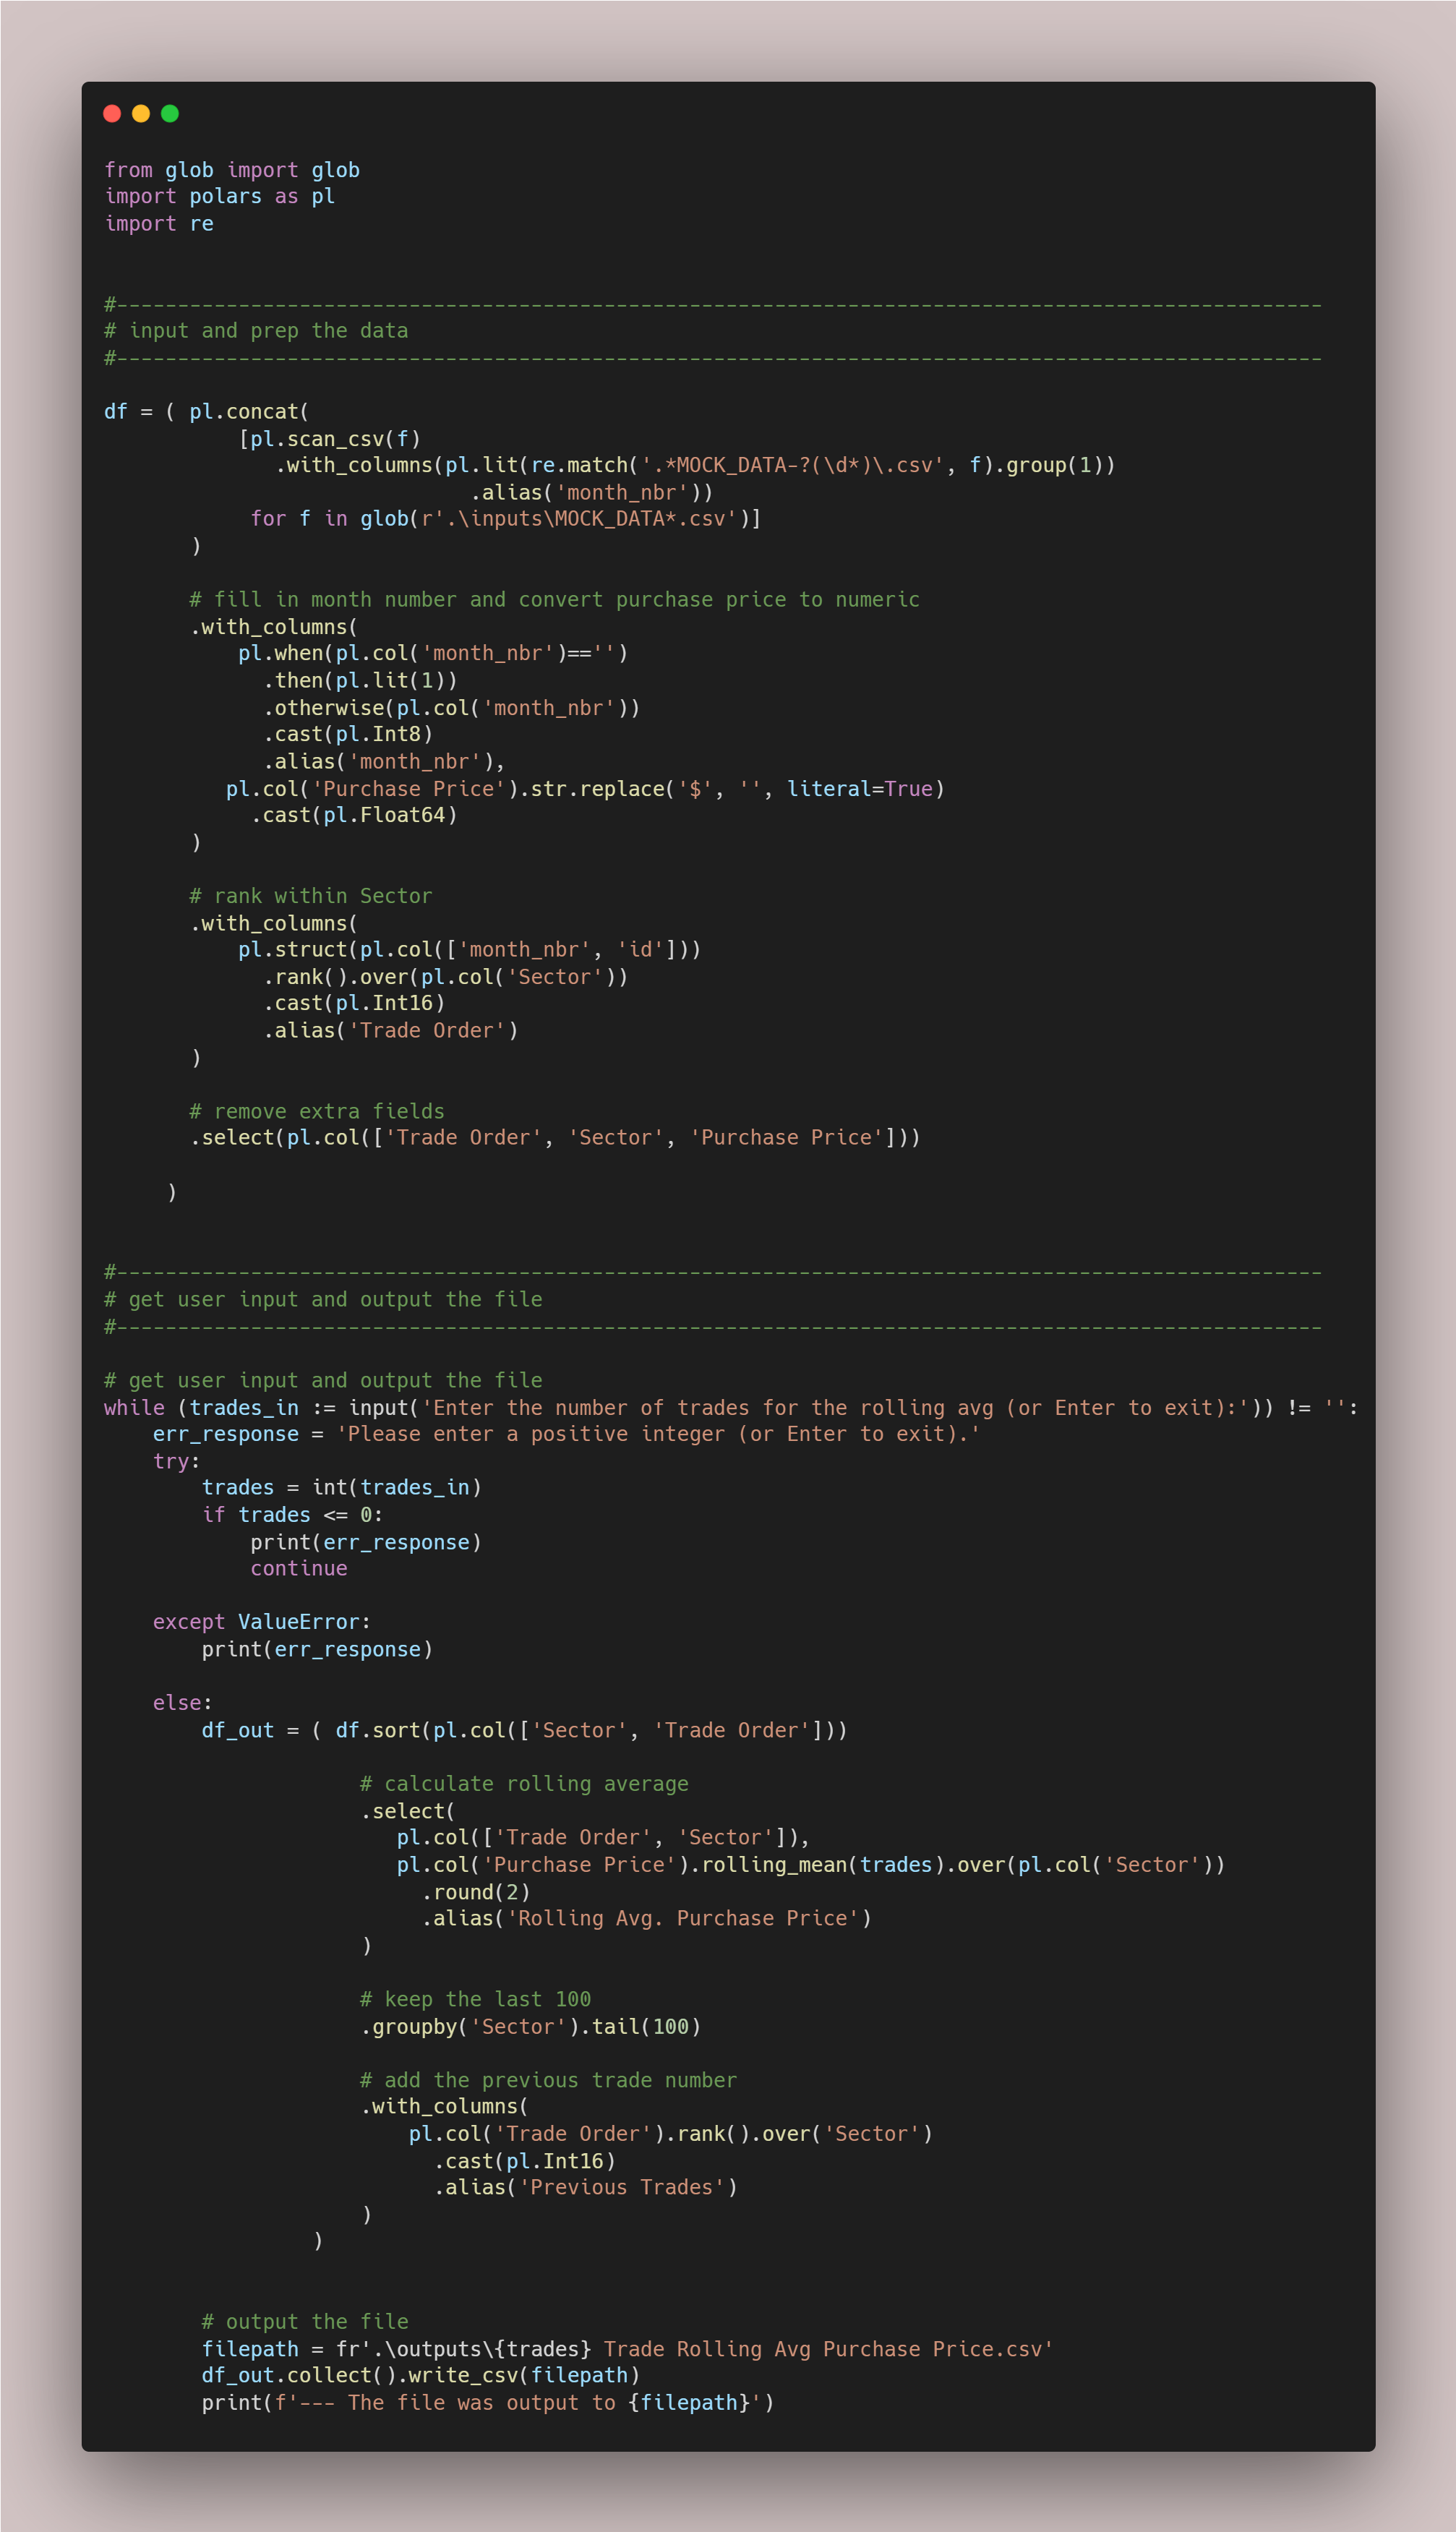 from glob import glob
import polars as pl
import re
#---------------------------------------------------------------------------------------------------
# input and prep the data
#---------------------------------------------------------------------------------------------------
df = ( pl.concat(
           [pl.scan_csv(f)
              .with_columns(pl.lit(re.match('.*MOCK_DATA-?(\d*)\.csv', f).group(1))
                              .alias('month_nbr'))
            for f in glob(r'.\inputs\MOCK_DATA*.csv')]
       )
       # fill in month number and convert purchase price to numeric
       .with_columns(
           pl.when(pl.col('month_nbr')=='')
             .then(pl.lit(1))
             .otherwise(pl.col('month_nbr'))
             .cast(pl.Int8)
             .alias('month_nbr'),
          pl.col('Purchase Price').str.replace('$', '', literal=True)
            .cast(pl.Float64)
       )
       # rank within Sector
       .with_columns(
           pl.struct(pl.col(['month_nbr', 'id']))
             .rank().over(pl.col('Sector'))
             .cast(pl.Int16)
             .alias('Trade Order')
       )
       # remove extra fields
       .select(pl.col(['Trade Order', 'Sector', 'Purchase Price']))
     )
#---------------------------------------------------------------------------------------------------
# get user input and output the file
#---------------------------------------------------------------------------------------------------
# get user input and output the file
while (trades_in := input('Enter the number of trades for the rolling avg (or Enter to exit):')) != '':
    err_response = 'Please enter a positive integer (or Enter to exit).'
    try:
        trades = int(trades_in)
        if trades <= 0:
            print(err_response)
            continue
    except ValueError:
        print(err_response)
    else:
        df_out = ( df.sort(pl.col(['Sector', 'Trade Order']))
                     # calculate rolling average
                     .select(
                        pl.col(['Trade Order', 'Sector']),
                        pl.col('Purchase Price').rolling_mean(trades).over(pl.col('Sector'))
                          .round(2)
                          .alias('Rolling Avg. Purchase Price')
                     )
                     # keep the last 100
                     .groupby('Sector').tail(100)
                     # add the previous trade number
                     .with_columns(
                         pl.col('Trade Order').rank().over('Sector')
                           .cast(pl.Int16)
                           .alias('Previous Trades')
                     )
                 )
        # output the file
        filepath = fr'.\outputs\{trades} Trade Rolling Avg Purchase Price.csv'
        df_out.collect().write_csv(filepath)
        print(f'--- The file was output to {filepath}')